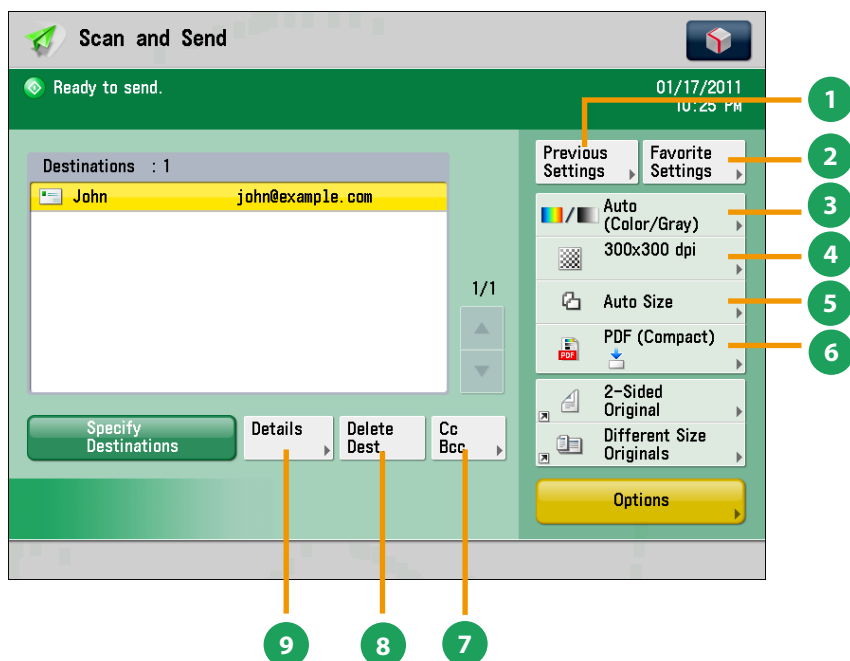 Scan and Send
Ready to send.
01/17/2011
10:25 PM
Destinations : 1
John john@example.com
1/1
Specify
Destinations
Details
Delete
Dest
Cc
Bcc
Previous
Settings
Favorite
Settings
Auto
(Color/Gray)
300x300 dpi
Auto Size
PDF
PDF (Compact)
2-Sided
Original
Different Size
Originals
Options
1
2
3
4
5
6
9
8
7